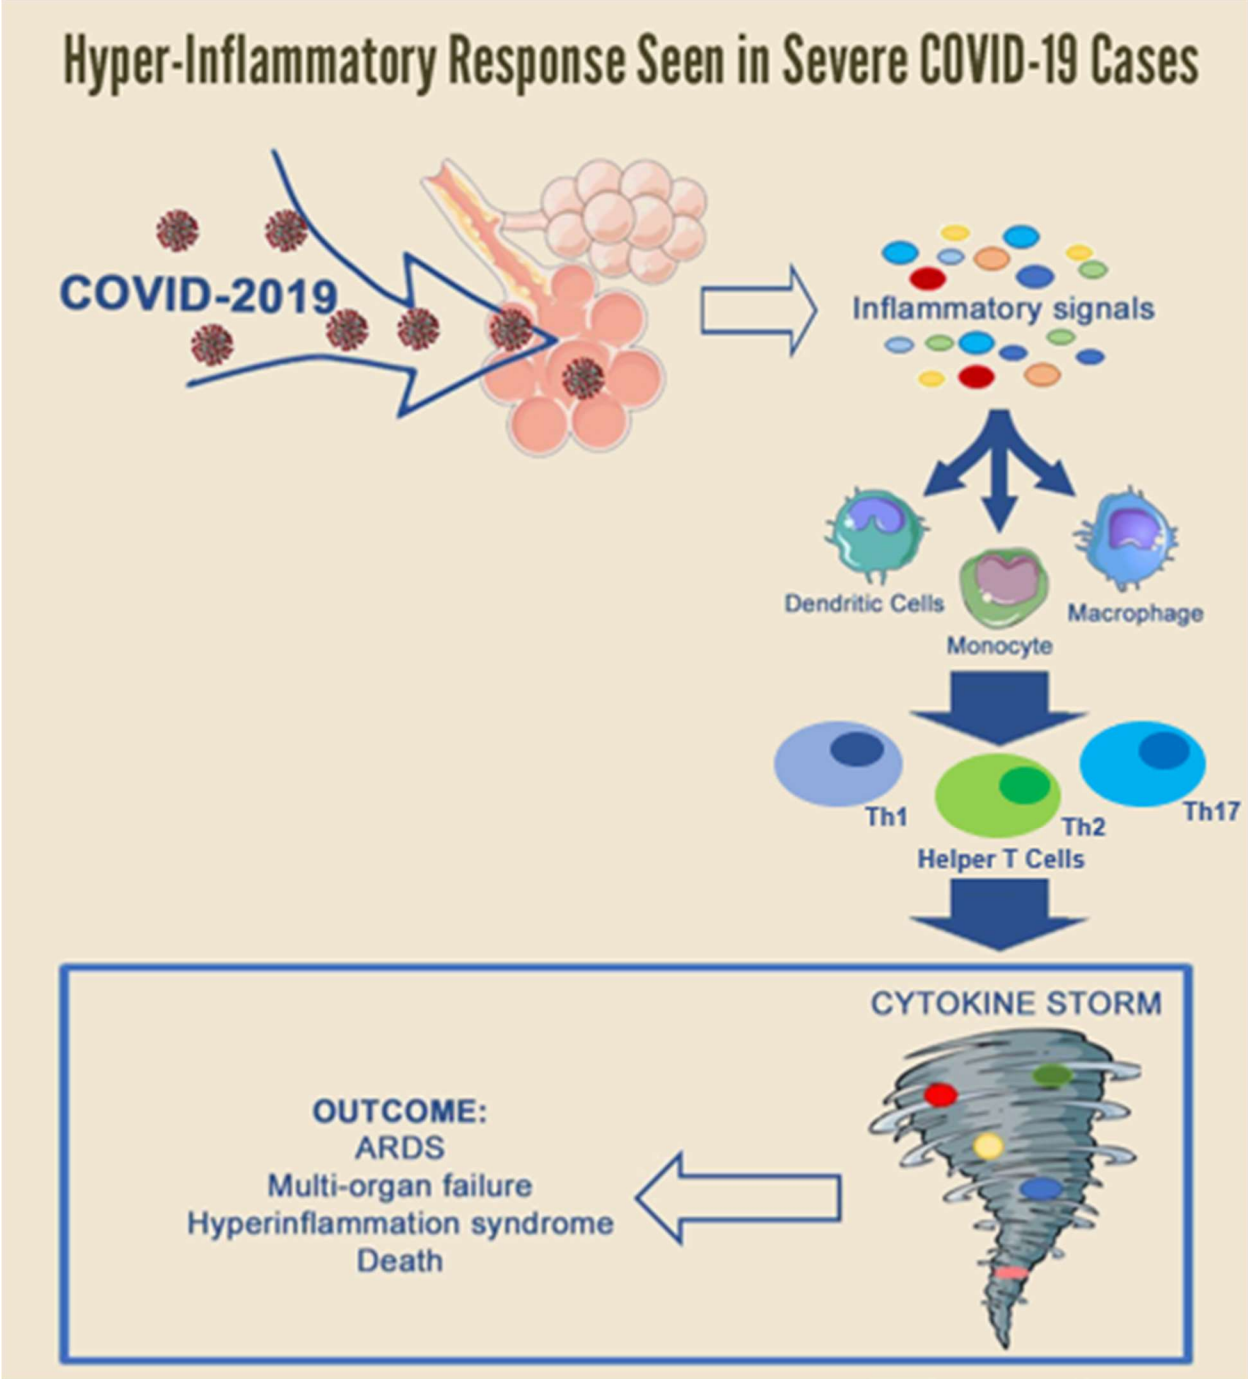 Hyper-Inflammatory Response Seen in Severe COVID-19 Cases
COVID-2019
Inflammatory signals
Dendritic Cells
Monocyte
Macrophage
Th1
Th2
Th17
Helper T Cells
CYTOKINE STORM
OUTCOME:
ARDS
Multi-organ failure
Hyperinflammation syndrome
Death